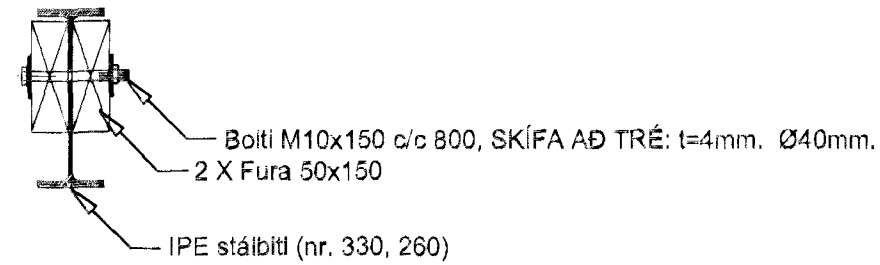 Bolti M10x150 c/c 800, SKÍFA AÐ TRÉ: t=4mm. Ø40mm.
2 X Fura 50x150
IPE stálbiti (nr. 330, 260)